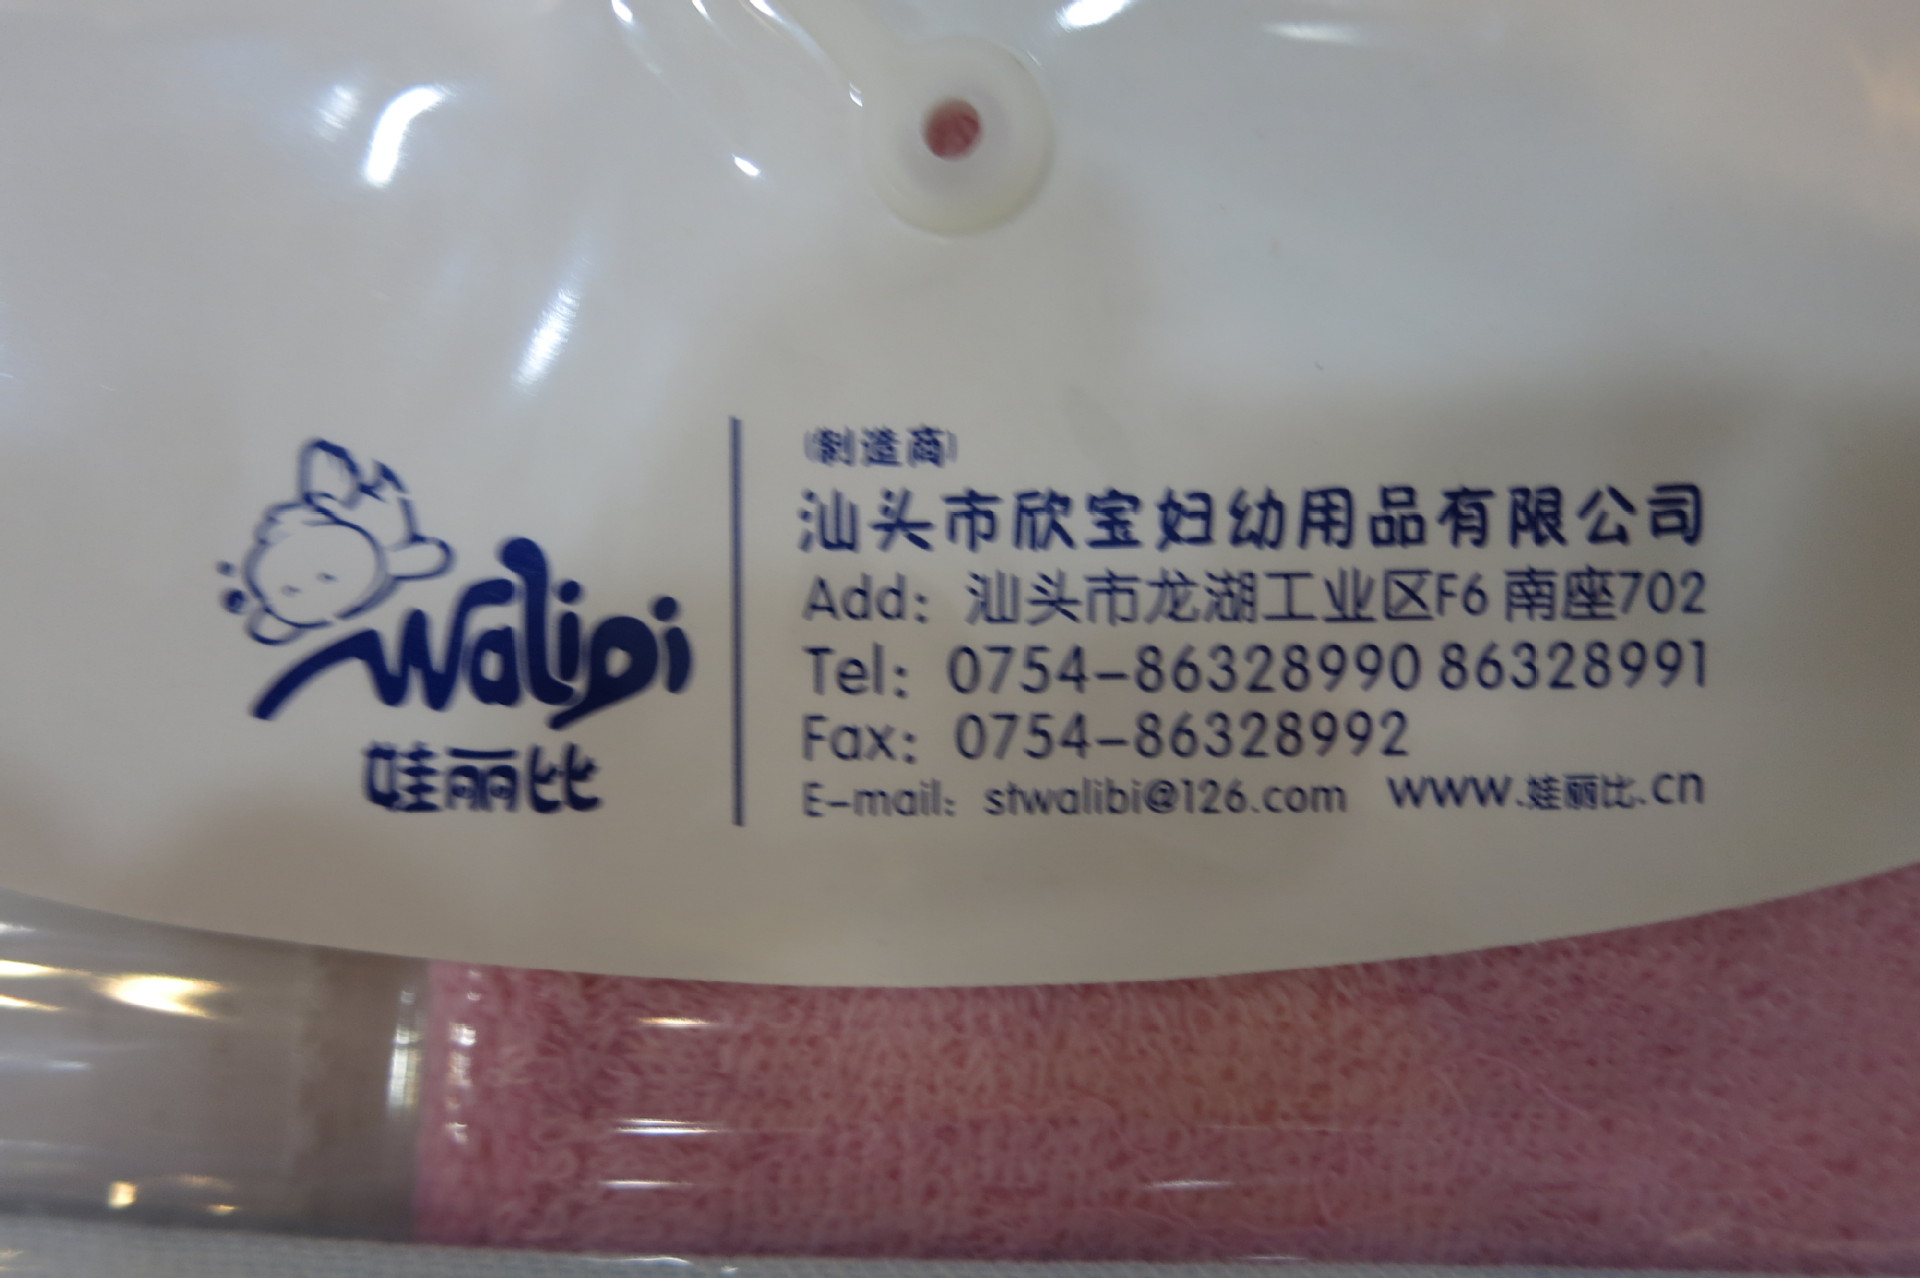 Walibi
娃丽比
(制造商)
汕头市欣宝妇幼用品有限公司
Add: 汕头市龙湖工业区F6 南座702
Tel: 0754-86328990 86328991
Fax: 0754-86328992
E-mail: stwalibi@126.com www.娃丽比.cn